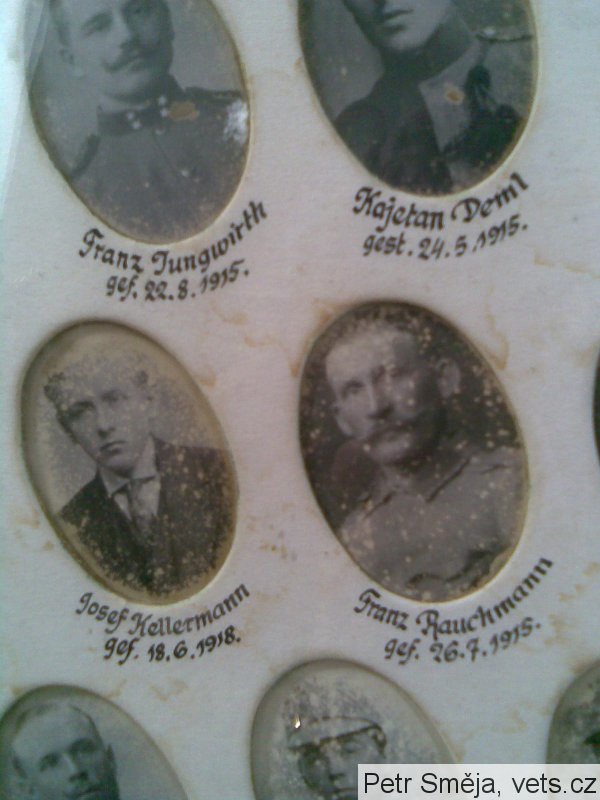 Franz Jungwirth
gef. 22.8.1915.
Kajetan Deml
gest. 24.5.1915.
Josef Kellermann
gef. 18.6.1918.
Franz Rauchmann
gef. 26.7.1915.
Petr Směja, vets.cz